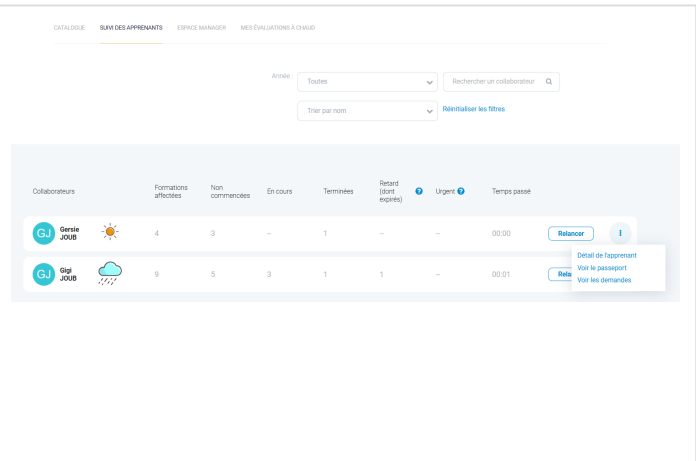 CATALOGUE SUIVI DES APPRENANTS ESPACE MANAGER MES ÉVALUATIONS À CHAUD
Année Toutes Rechercher un collaborateur
Trier par nom Réinitialiser les filtres
Collaborateurs Formations affectées Non commencées En cours Terminées Retard (dont expirés) ? Urgent ? Temps passé
GJ Gersie JOUB 4 3 – 1 – – 00:00 Relancer i
Détail de l'apprenant
Voir le passeport
Voir les demandes
GJ Gigi JOUB 9 5 3 1 1 – 00:01 Rela